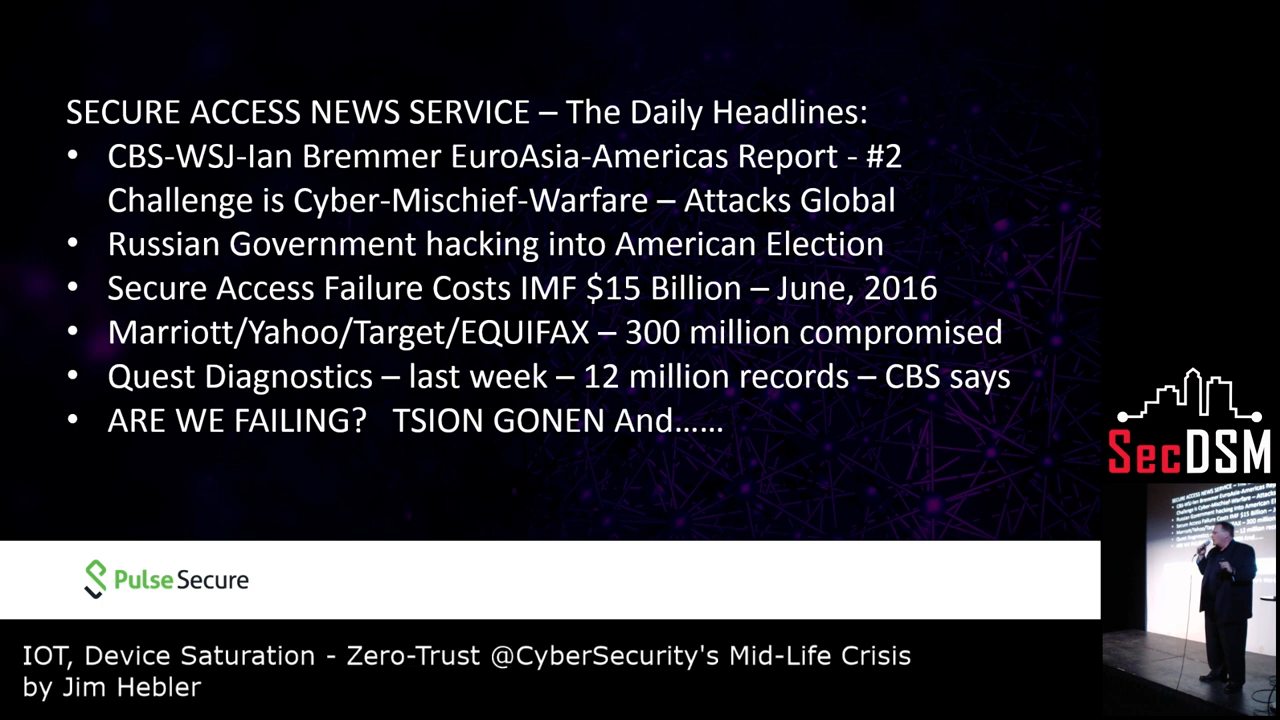 SECURE ACCESS NEWS SERVICE – The Daily Headlines:
• CBS-WSJ-Ian Bremmer EuroAsia-Americas Report - #2
Challenge is Cyber-Mischief-Warfare – Attacks Global
• Russian Government hacking into American Election
• Secure Access Failure Costs IMF $15 Billion – June, 2016
• Marriott/Yahoo/Target/EQUIFAX – 300 million compromised
• Quest Diagnostics – last week – 12 million records – CBS says
• ARE WE FAILING? TSION GONEN And......
SecDSM
Pulse Secure
IOT, Device Saturation - Zero-Trust @CyberSecurity's Mid-Life Crisis
by Jim Hebler